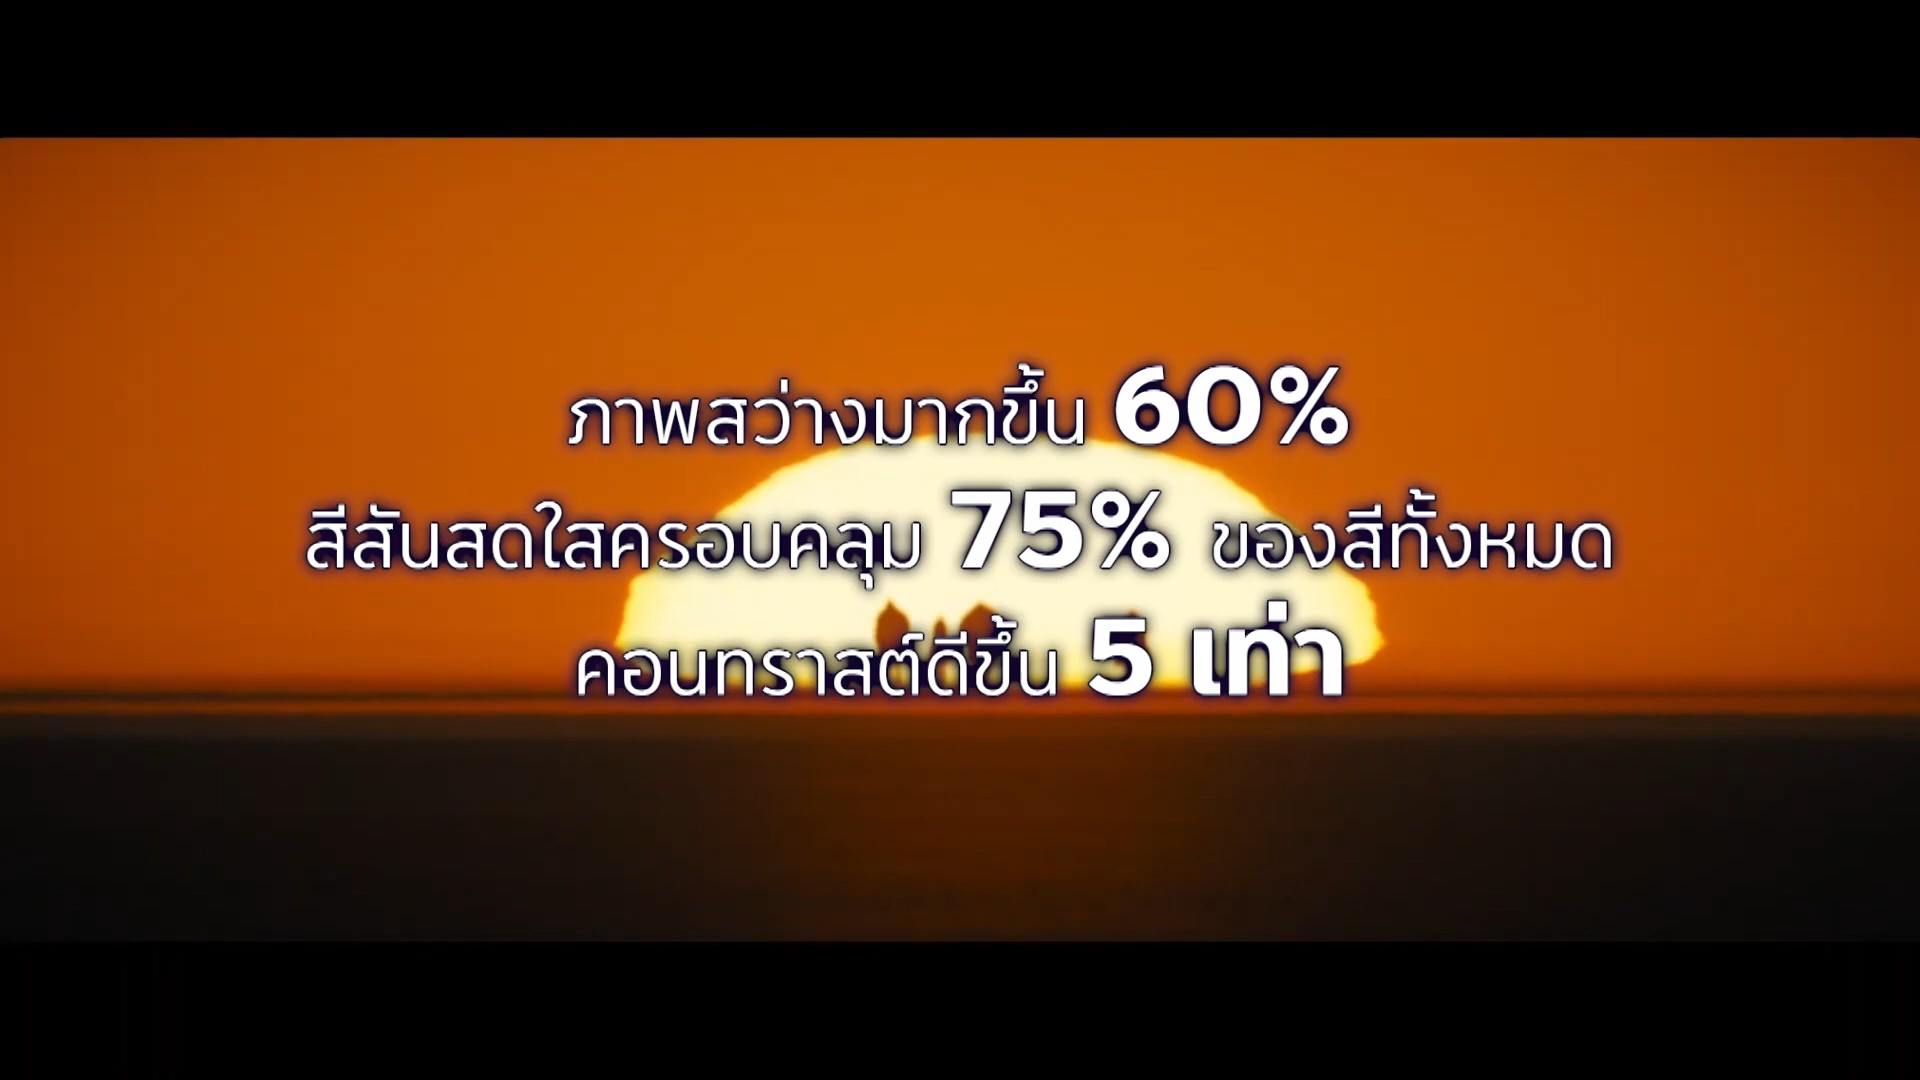 ภาพสว่างมากขึ้น 60%
สีสันสดใสครอบคลุม 75% ของสีทั้งหมด
คอนทราสต์ดีขึ้น 5 เท่า